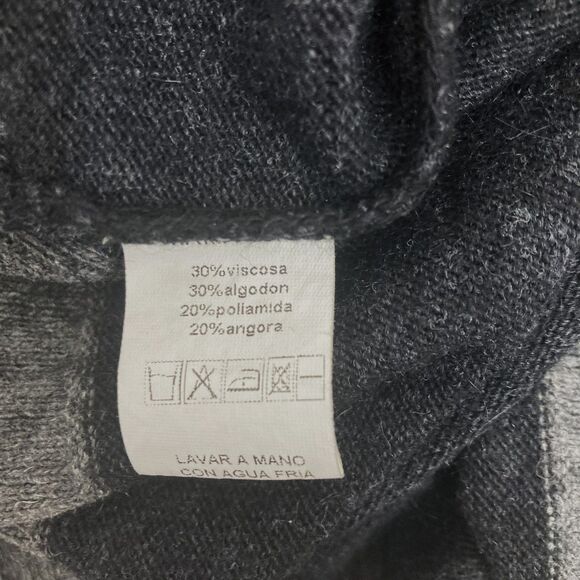 30%viscosa
30%algodon
20%poliamida
20%angora
LAVAR A MANO
CON AGUA FRIA